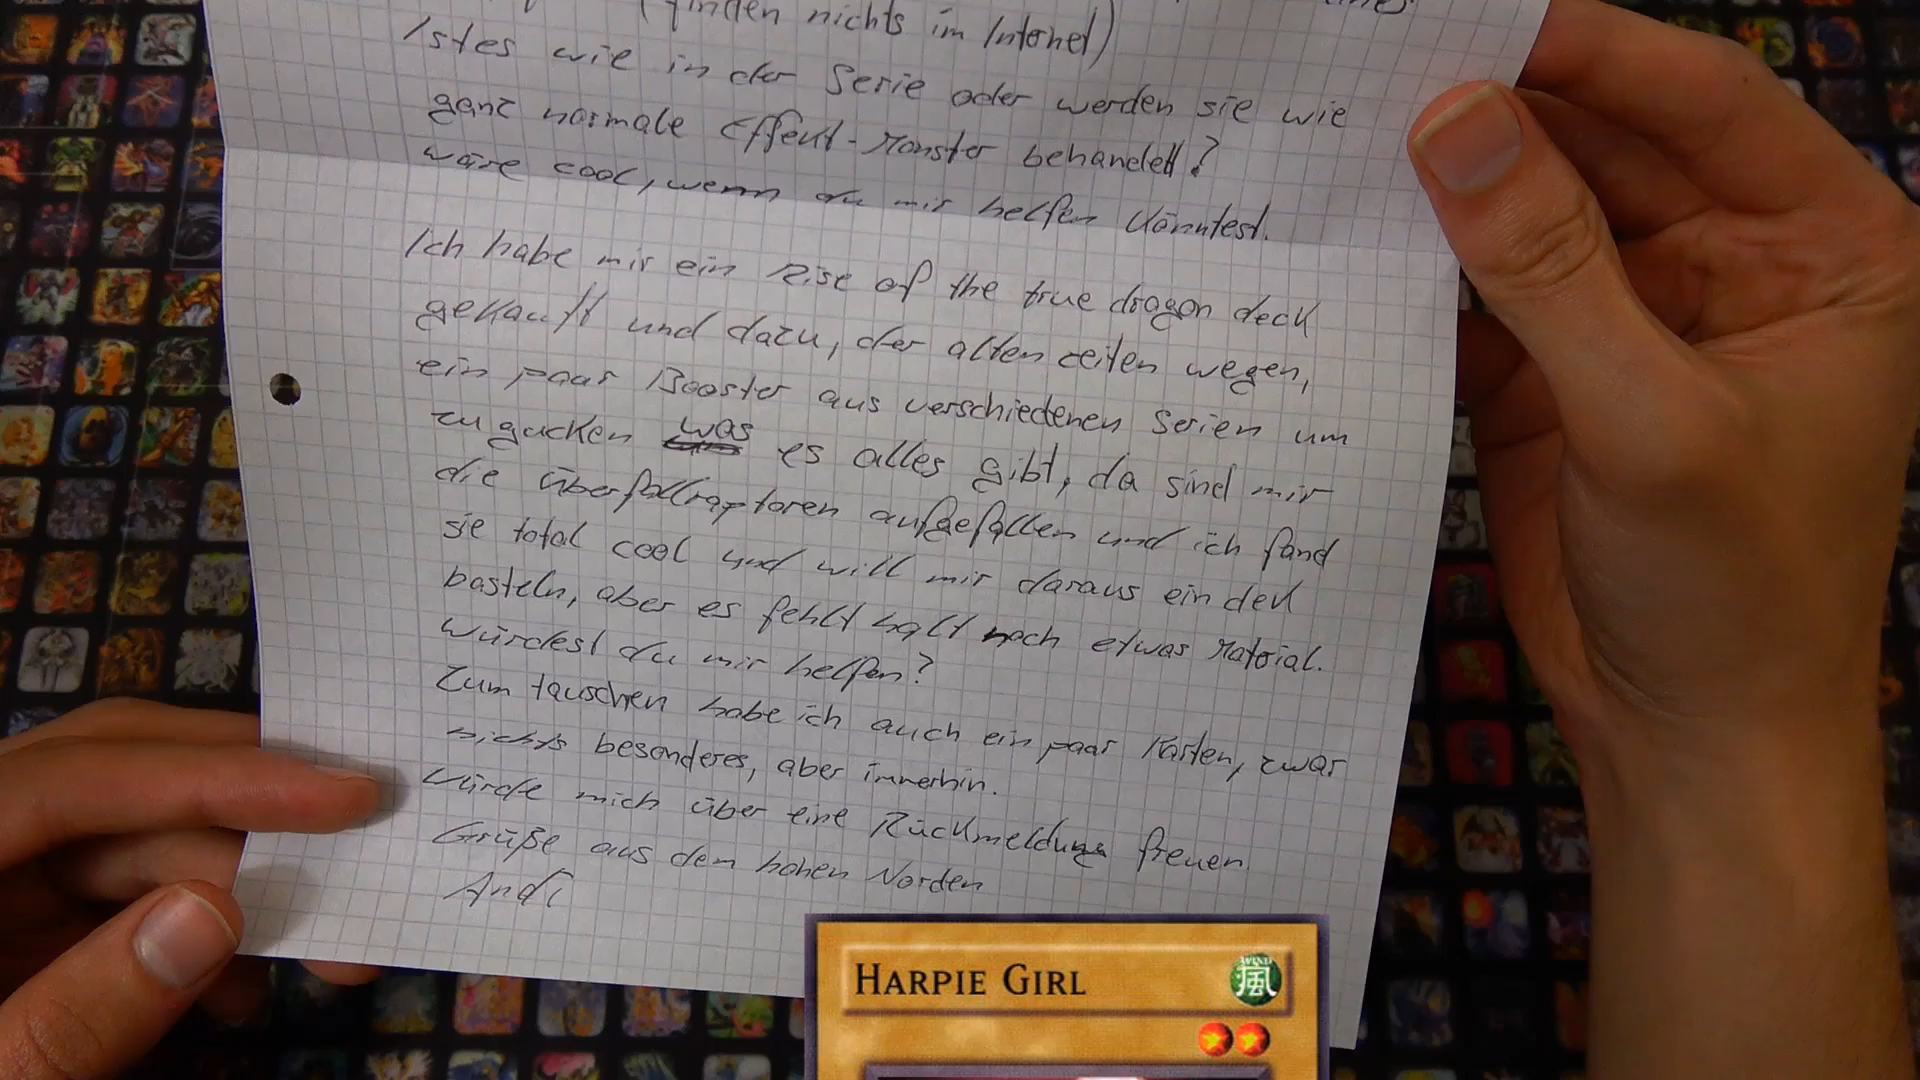 (finden nichts im Internet)
Ist es wie in der Serie oder werden sie wie
ganz normale Effekt-Monster behandelt?
wäre cool, wenn du mir helfen könntest.
Ich habe mir ein Rise of the true dragon deck
gekauft und dazu, der alten zeiten wegen,
ein paar Booster aus verschiedenen Serien um
zu gucken was es alles gibt, da sind mir
die Überfallraptoren aufgefallen und ich fand
sie total cool und will mir daraus ein deck
basteln, aber es fehlt halt noch etwas Material.
würdest du mir helfen?
Zum tauschen habe ich auch ein paar Karten, zwar
nichts besonderes, aber immerhin.
Würde mich über eine Rückmeldung freuen.
Grüße aus dem hohen Norden
Andi
HARPIE GIRL
WIND
風